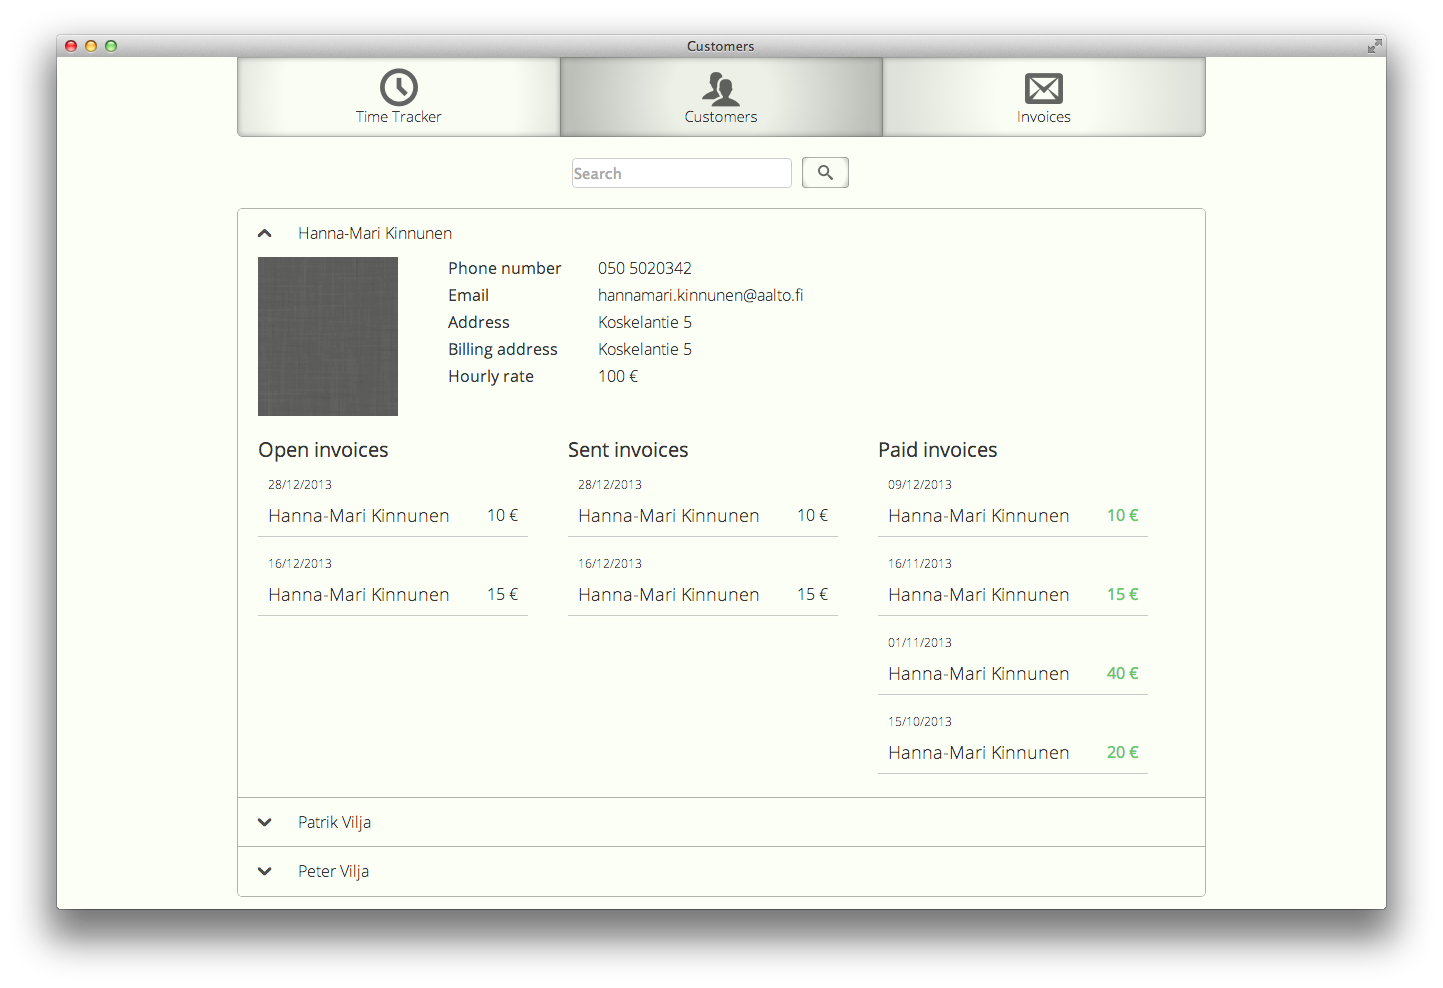 Customers
Time Tracker
Customers
Invoices
Search
Hanna-Mari Kinnunen
Phone number 050 5020342
Email hannamari.kinnunen@aalto.fi
Address Koskelantie 5
Billing address Koskelantie 5
Hourly rate 100 €
Open invoices
28/12/2013
Hanna-Mari Kinnunen 10 €
16/12/2013
Hanna-Mari Kinnunen 15 €
Sent invoices
28/12/2013
Hanna-Mari Kinnunen 10 €
16/12/2013
Hanna-Mari Kinnunen 15 €
Paid invoices
09/12/2013
Hanna-Mari Kinnunen 10 €
16/11/2013
Hanna-Mari Kinnunen 15 €
01/11/2013
Hanna-Mari Kinnunen 40 €
15/10/2013
Hanna-Mari Kinnunen 20 €
Patrik Vilja
Peter Vilja